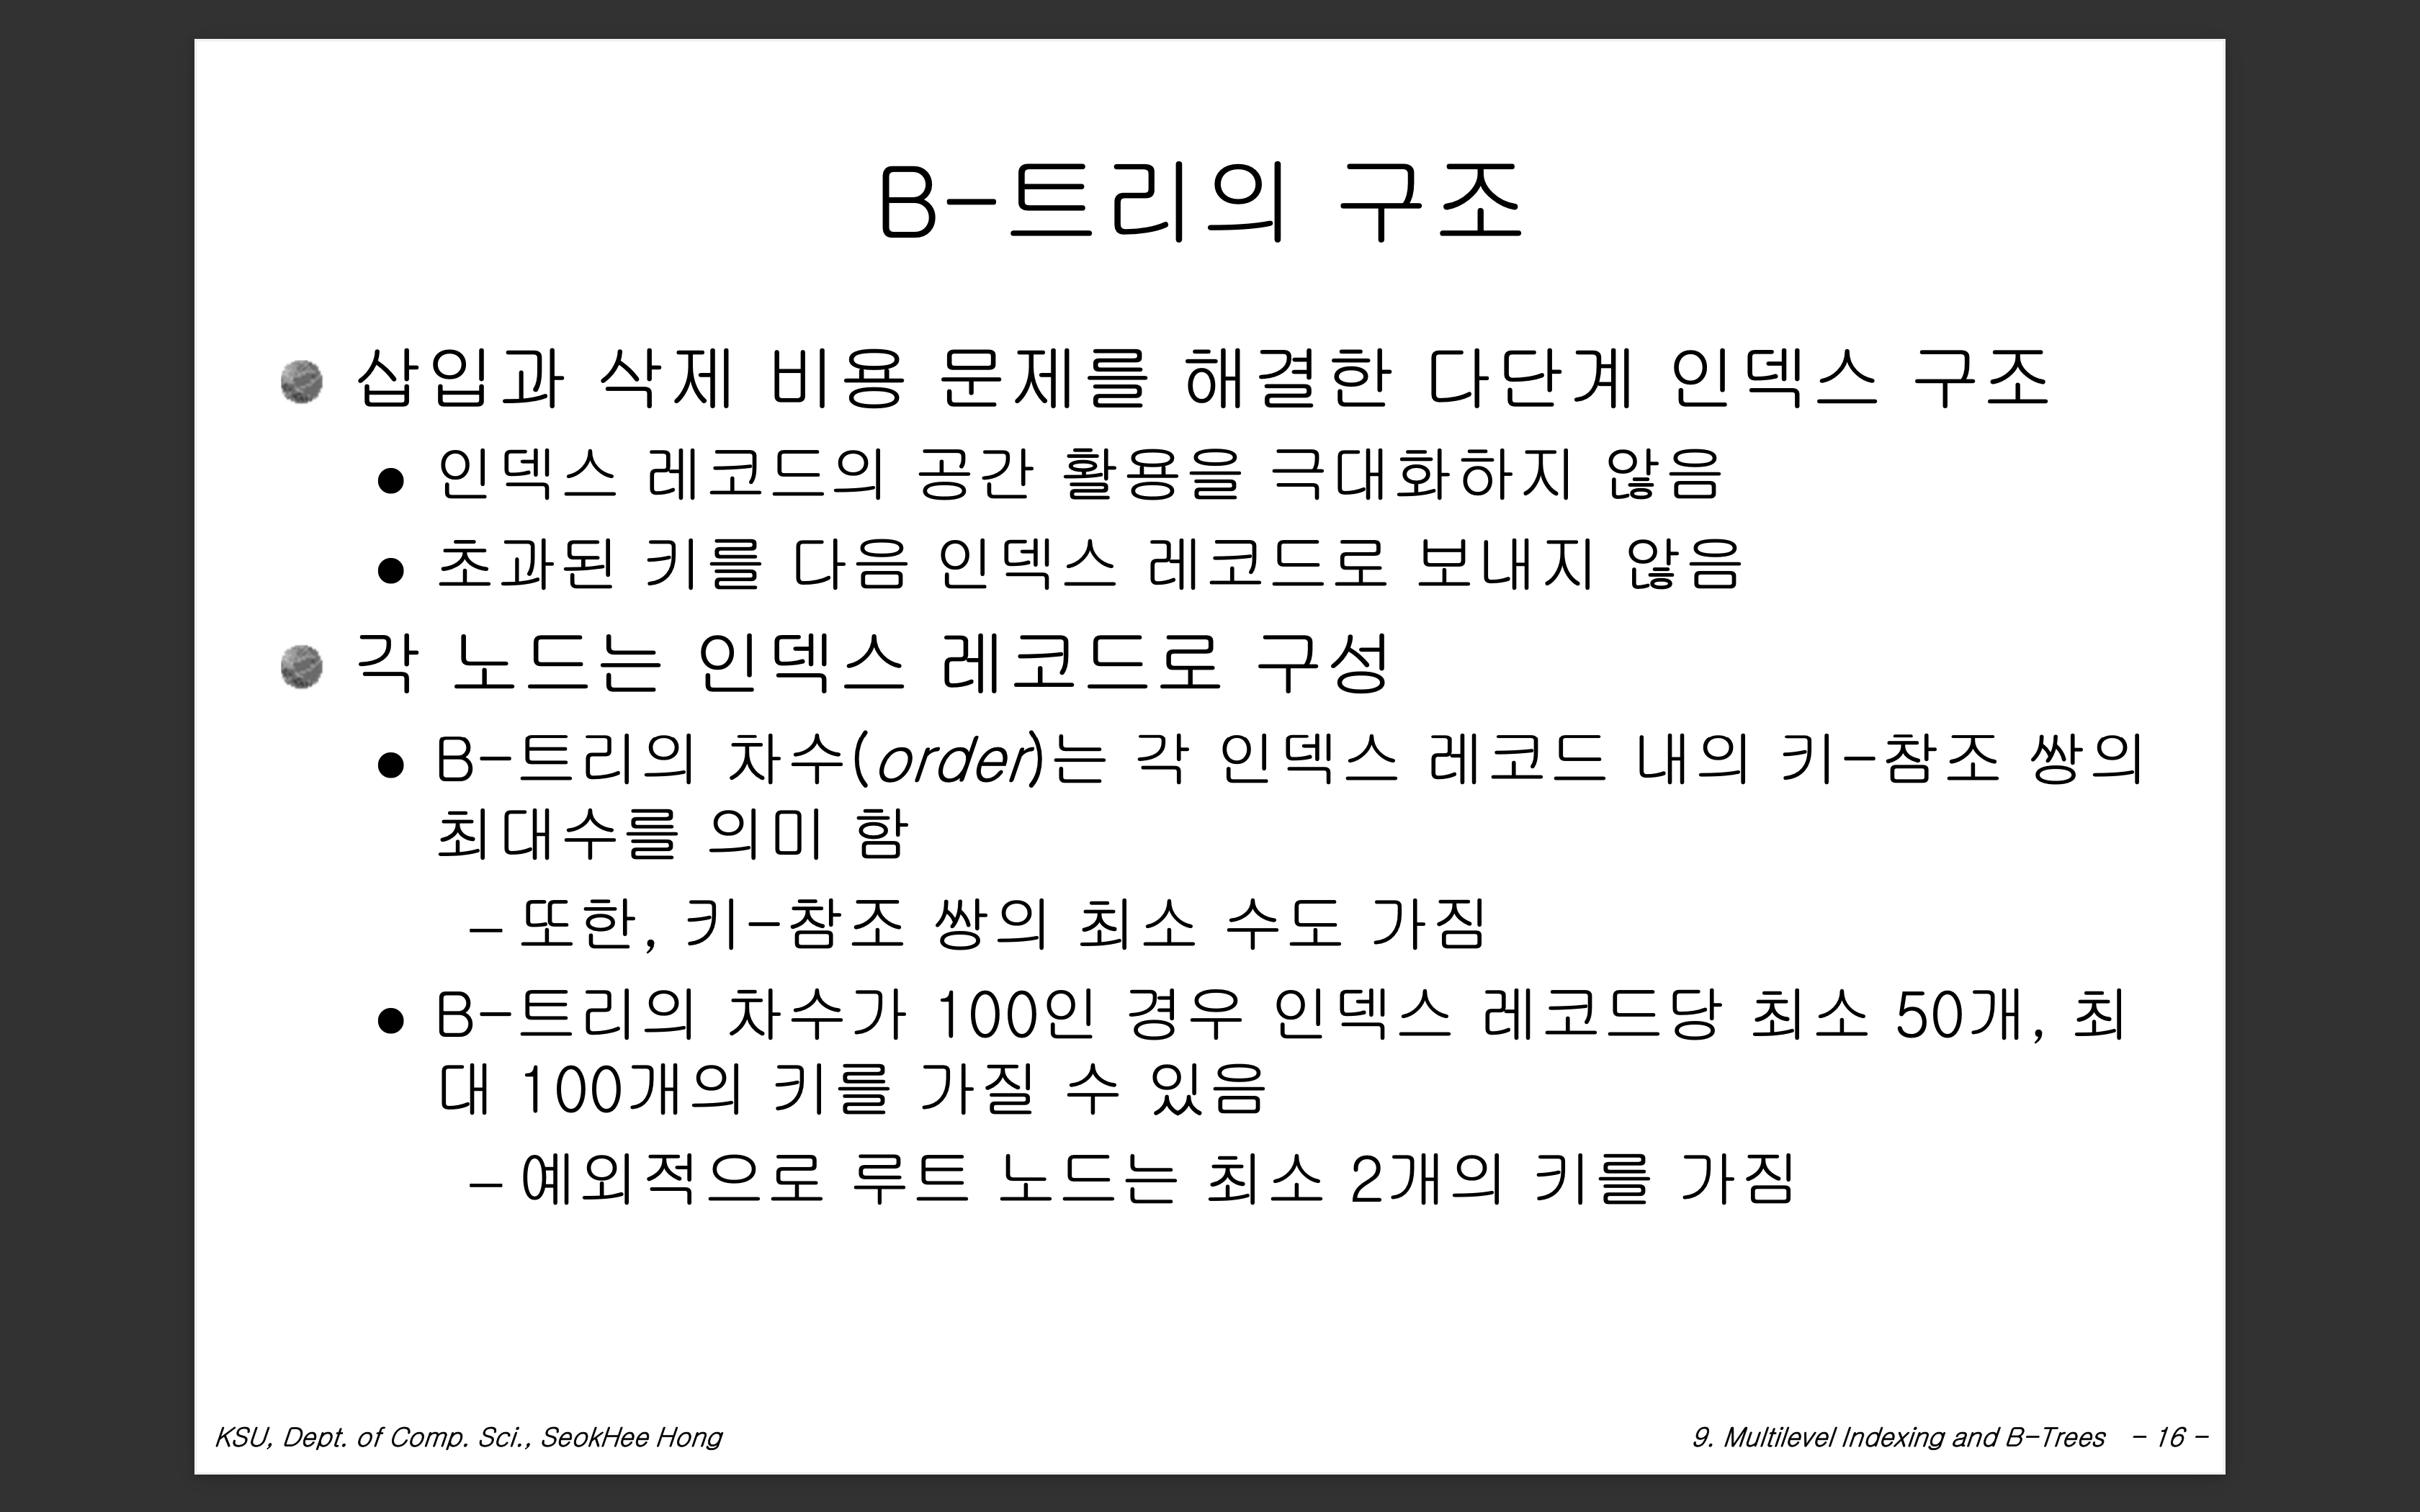 B-트리의 구조
삽입과 삭제 비용 문제를 해결한 다단계 인덱스 구조
인덱스 레코드의 공간 활용을 극대화하지 않음
초과된 키를 다음 인덱스 레코드로 보내지 않음
각 노드는 인덱스 레코드로 구성
B-트리의 차수(order)는 각 인덱스 레코드 내의 키-참조 쌍의
최대수를 의미 함
– 또한, 키-참조 쌍의 최소 수도 가짐
B-트리의 차수가 100인 경우 인덱스 레코드당 최소 50개, 최
대 100개의 키를 가질 수 있음
– 예외적으로 루트 노드는 최소 2개의 키를 가짐
KSU, Dept. of Comp. Sci., SeokHee Hong
9. Multilevel Indexing and B-Trees - 16 -